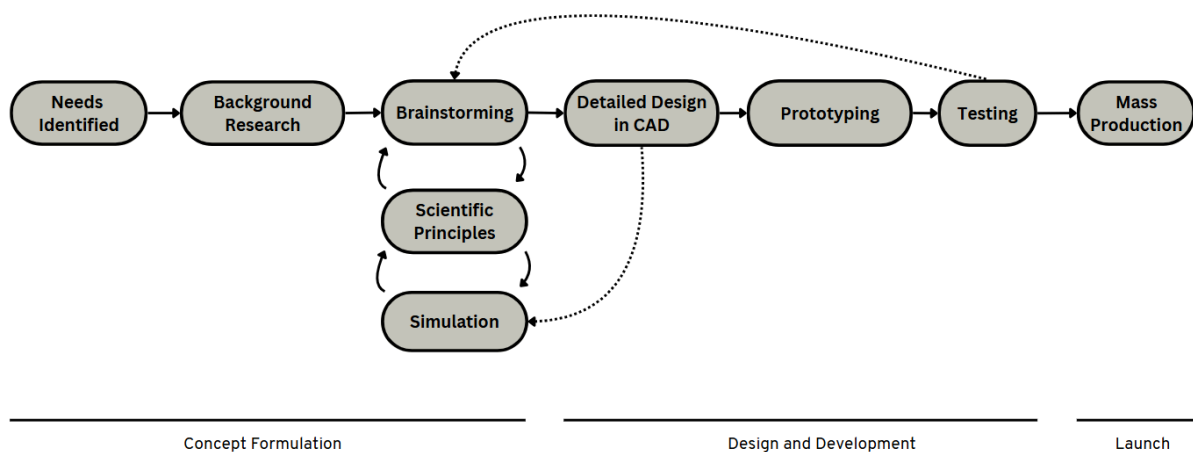 Needs
Identified
Background
Research
Brainstorming
Detailed Design
in CAD
Prototyping
Testing
Mass
Production
Scientific
Principles
Simulation
Concept Formulation
Design and Development
Launch